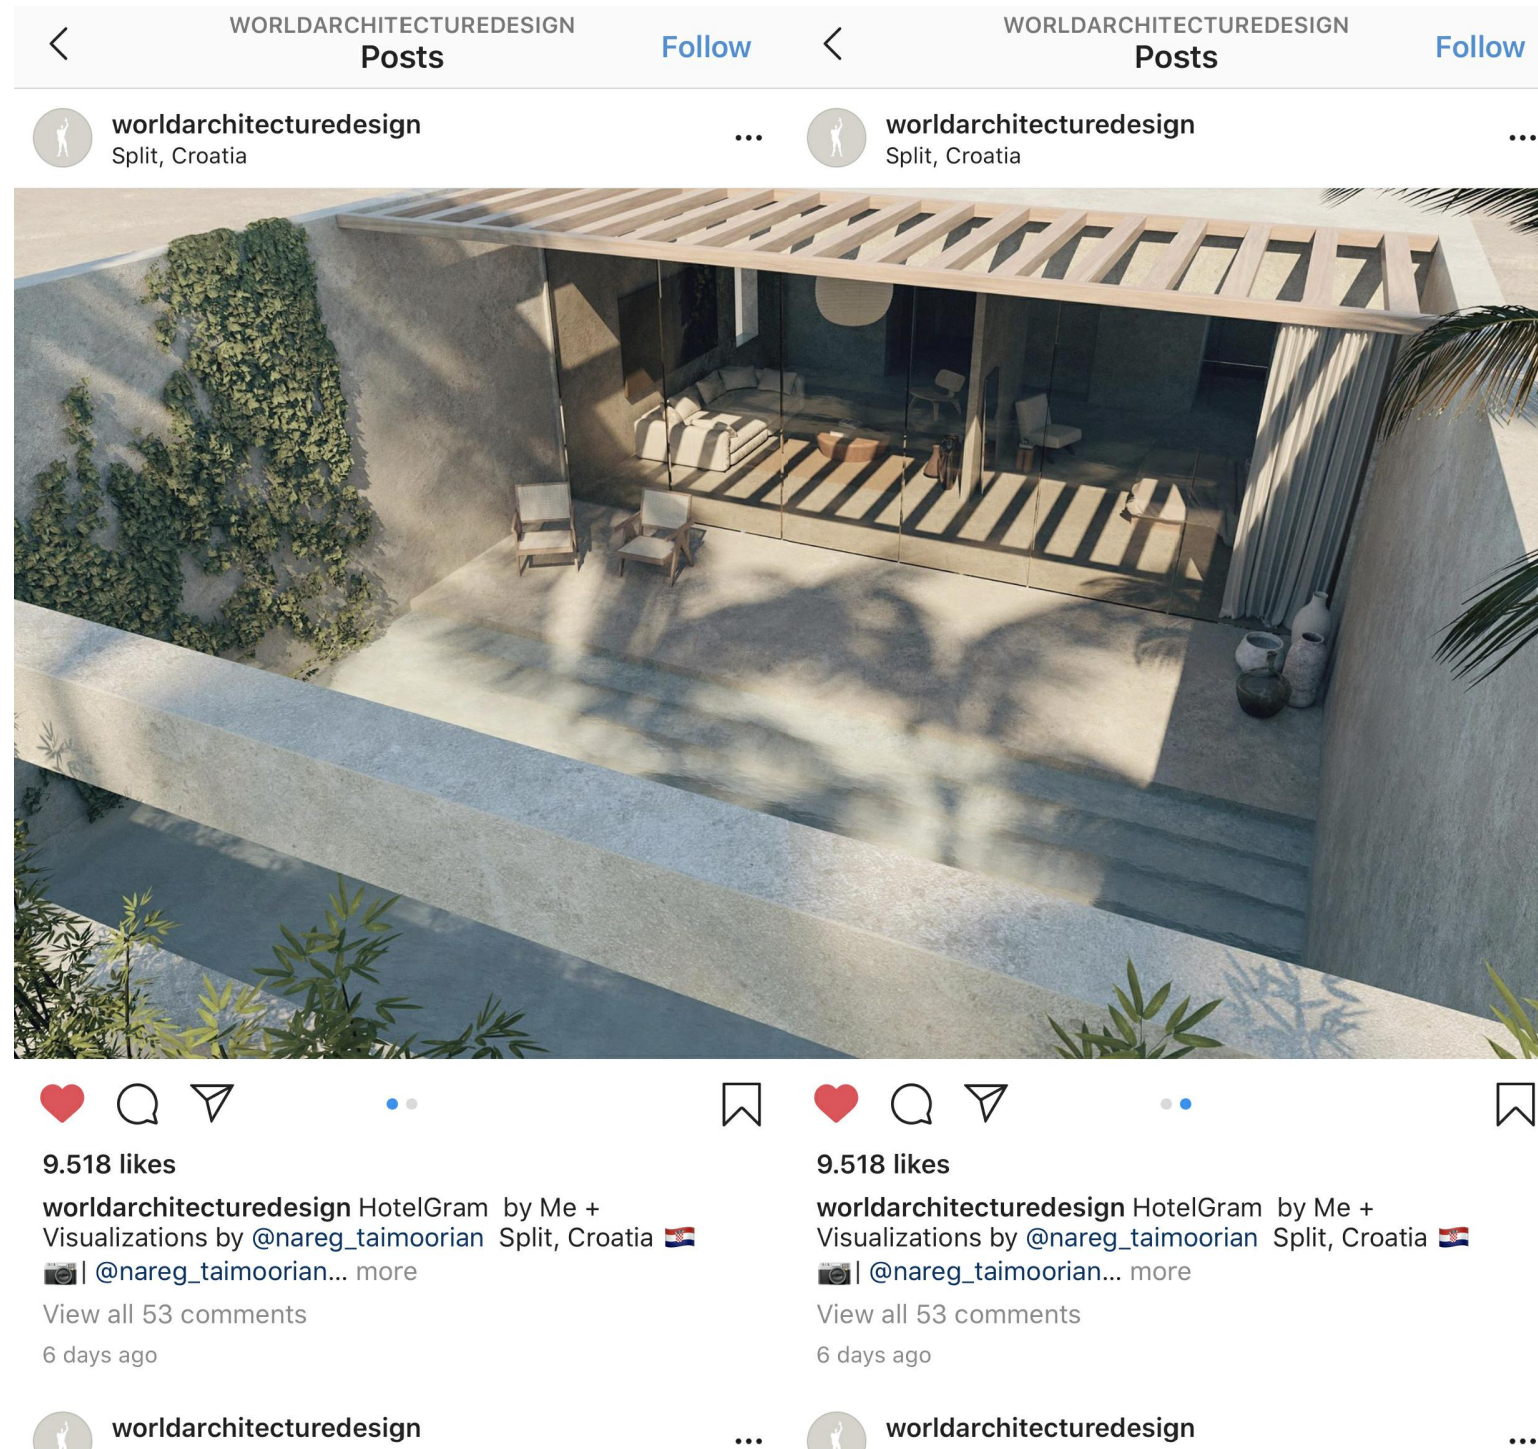 WORLDARCHITECTUREDESIGN
Posts
Follow
worldarchitecturedesign
Split, Croatia
9.518 likes
worldarchitecturedesign HotelGram by Me +
Visualizations by @nareg_taimoorian Split, Croatia 🇭🇷
📷| @nareg_taimoorian... more
View all 53 comments
6 days ago
worldarchitecturedesign
WORLDARCHITECTUREDESIGN
Posts
Follow
worldarchitecturedesign
Split, Croatia
9.518 likes
worldarchitecturedesign HotelGram by Me +
Visualizations by @nareg_taimoorian Split, Croatia 🇭🇷
📷| @nareg_taimoorian... more
View all 53 comments
6 days ago
worldarchitecturedesign